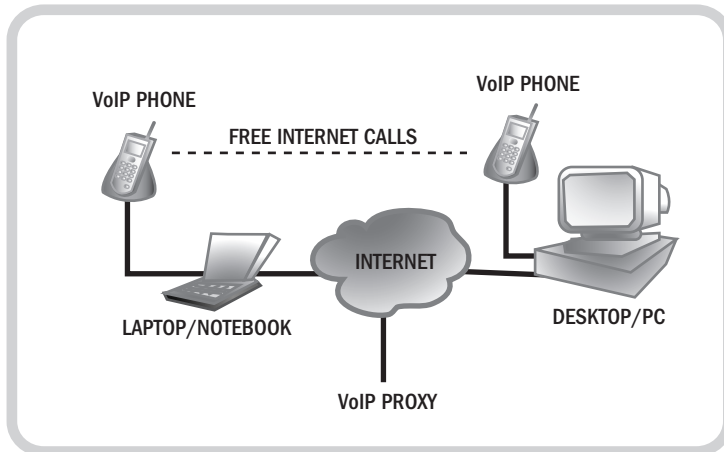 VoIP PHONE
VoIP PHONE
FREE INTERNET CALLS
INTERNET
LAPTOP/NOTEBOOK
DESKTOP/PC
VoIP PROXY